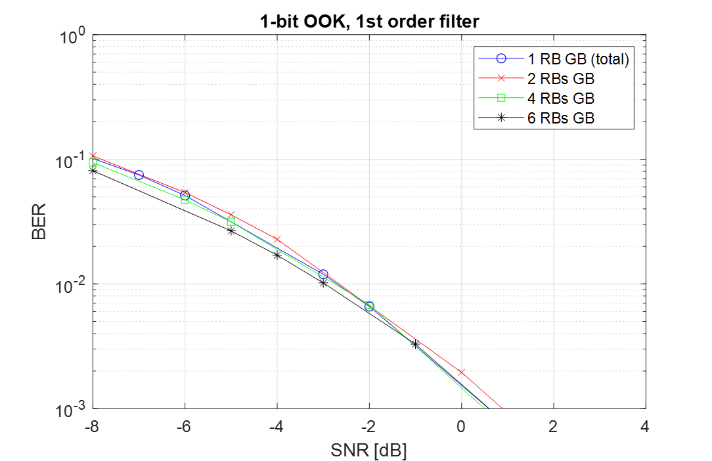 1-bit OOK, 1st order filter
10^0
10^-1
10^-2
10^-3
BER
1 RB GB (total)
2 RBs GB
4 RBs GB
6 RBs GB
-8 -6 -4 -2 0 2 4
SNR [dB]